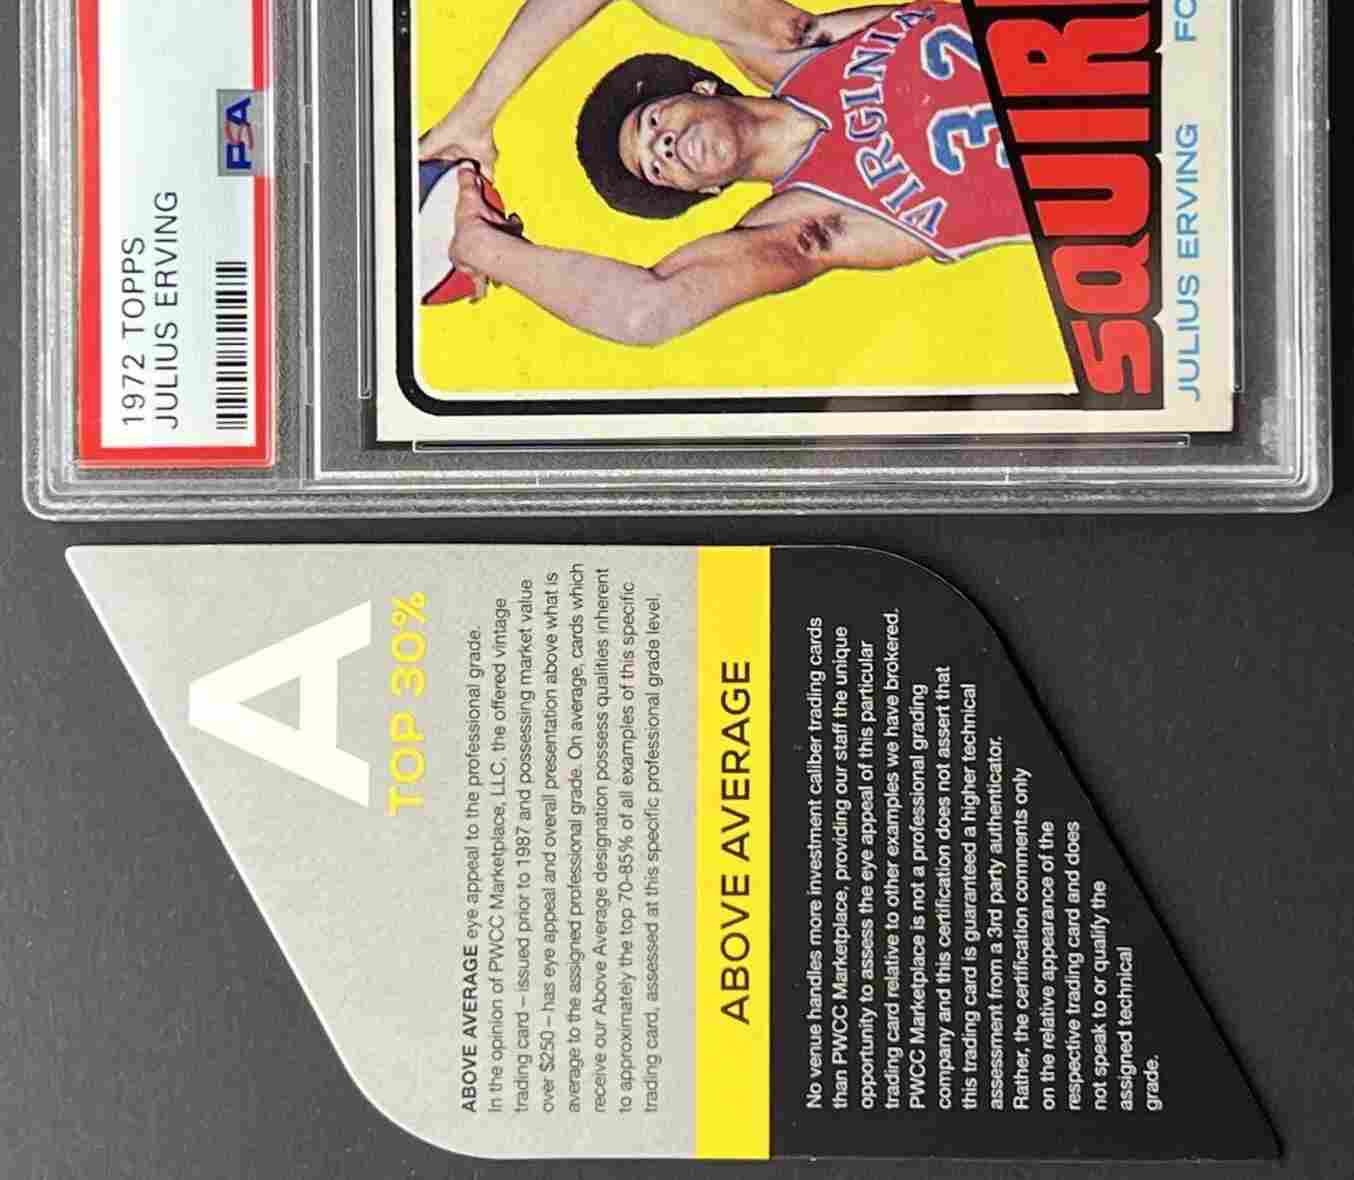 1972 TOPPS
JULIUS ERVING
PSA
VIRGINIA
32
SQUIR
JULIUS ERVING FO
A
TOP 30%
ABOVE AVERAGE eye appeal to the professional grade.
In the opinion of PWCC Marketplace, LLC, the offered vintage
trading card – issued prior to 1987 and possessing market value
over $250 – has eye appeal and overall presentation above what is
average to the assigned professional grade. On average, cards which
receive our Above Average designation possess qualities inherent
to approximately the top 70-85% of all examples of this specific
trading card, assessed at this specific professional grade level.
ABOVE AVERAGE
No venue handles more investment caliber trading cards
than PWCC Marketplace, providing our staff the unique
opportunity to assess the eye appeal of this particular
trading card relative to other examples we have brokered.
PWCC Marketplace is not a professional grading
company and this certification does not assert that
this trading card is guaranteed a higher technical
assessment from a 3rd party authenticator.
Rather, the certification comments only
on the relative appearance of the
respective trading card and does
not speak to or qualify the
assigned technical
grade.